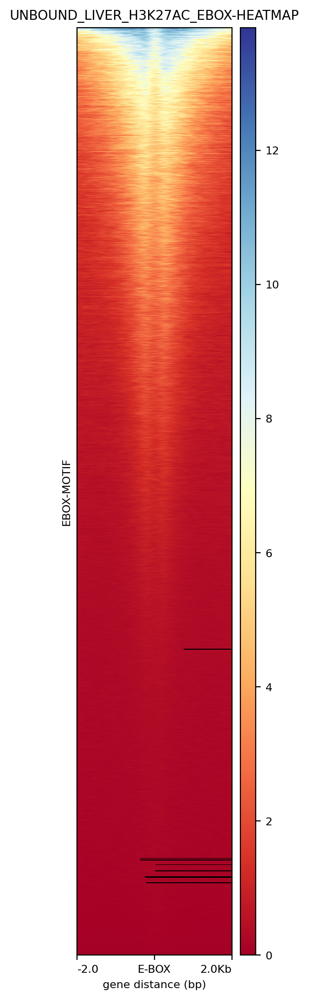 UNBOUND_LIVER_H3K27AC_EBOX-HEATMAP
12
10
8
6
4
2
0
EBOX-MOTIF
-2.0 E-BOX 2.0Kb
gene distance (bp)